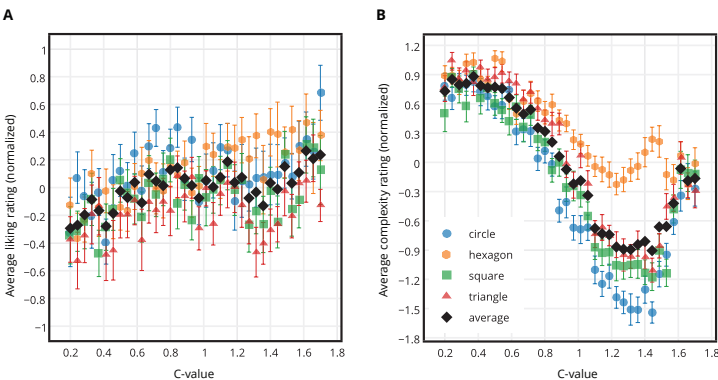 A
B
Average liking rating (normalized)
1
0.8
0.6
0.4
0.2
0
−0.2
−0.4
−0.6
−0.8
−1
0.2 0.4 0.6 0.8 1 1.2 1.4 1.6 1.8
C-value
Average complexity rating (normalized)
1.2
0.9
0.6
0.3
0
−0.3
−0.6
−0.9
−1.2
−1.5
−1.8
circle
hexagon
square
triangle
average
0.2 0.4 0.6 0.8 1 1.2 1.4 1.6 1.8
C-value